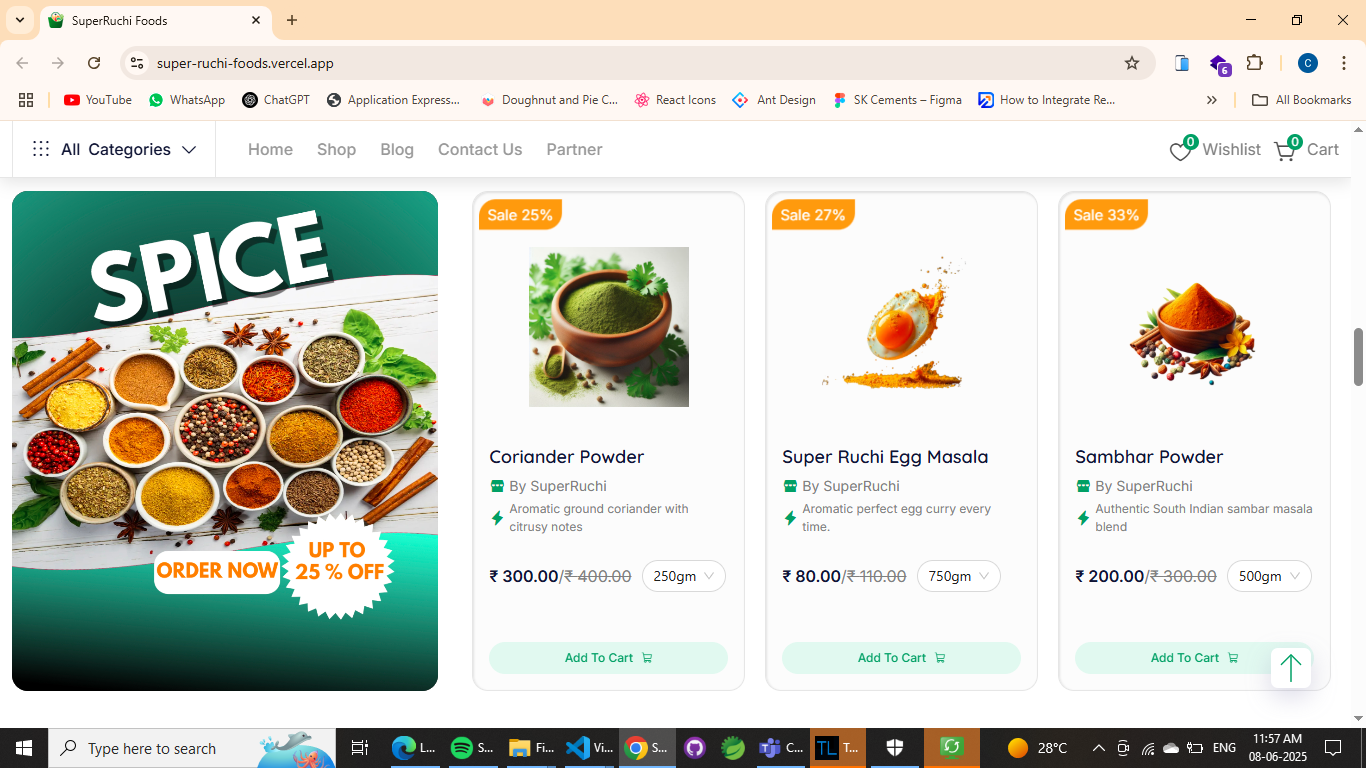 SuperRuchi Foods
super-ruchi-foods.vercel.app
6
C
YouTube
WhatsApp
ChatGPT
Application Express...
Doughnut and Pie C...
React Icons
Ant Design
SK Cements – Figma
How to Integrate Re...
All Bookmarks
All Categories
Home
Shop
Blog
Contact Us
Partner
0
Wishlist
0
Cart
SPICE
ORDER NOW
UP TO
25 % OFF
Sale 25%
Coriander Powder
By SuperRuchi
Aromatic ground coriander with
citrusy notes
₹ 300.00/₹ 400.00
250gm
Add To Cart
Sale 27%
Super Ruchi Egg Masala
By SuperRuchi
Aromatic perfect egg curry every
time.
₹ 80.00/₹ 110.00
750gm
Add To Cart
Sale 33%
Sambhar Powder
By SuperRuchi
Authentic South Indian sambar masala
blend
₹ 200.00/₹ 300.00
500gm
Add To Cart
Type here to search
L...
S...
Fi...
Vi...
S...
C...
TL
T...
28°C
ENG
11:57 AM
08-06-2025